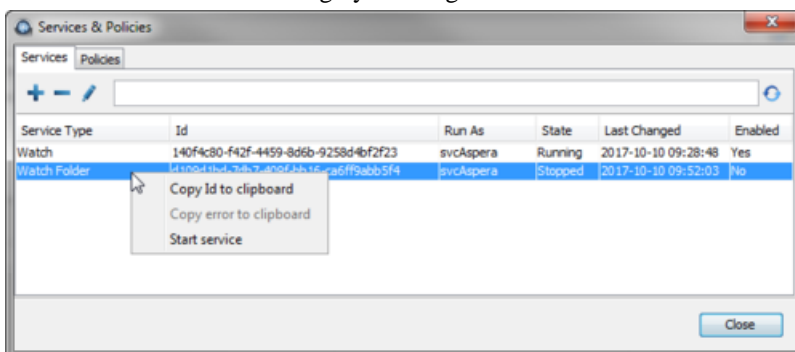 Services & Policies
Services Policies
Service Type Id Run As State Last Changed Enabled
Watch 140f4c80-f42f-4459-8d6b-9258d4bf2f23 svcAspera Running 2017-10-10 09:28:48 Yes
Watch Folder svcAspera Stopped 2017-10-10 09:52:03 No
Copy Id to clipboard
Copy error to clipboard
Start service
Close